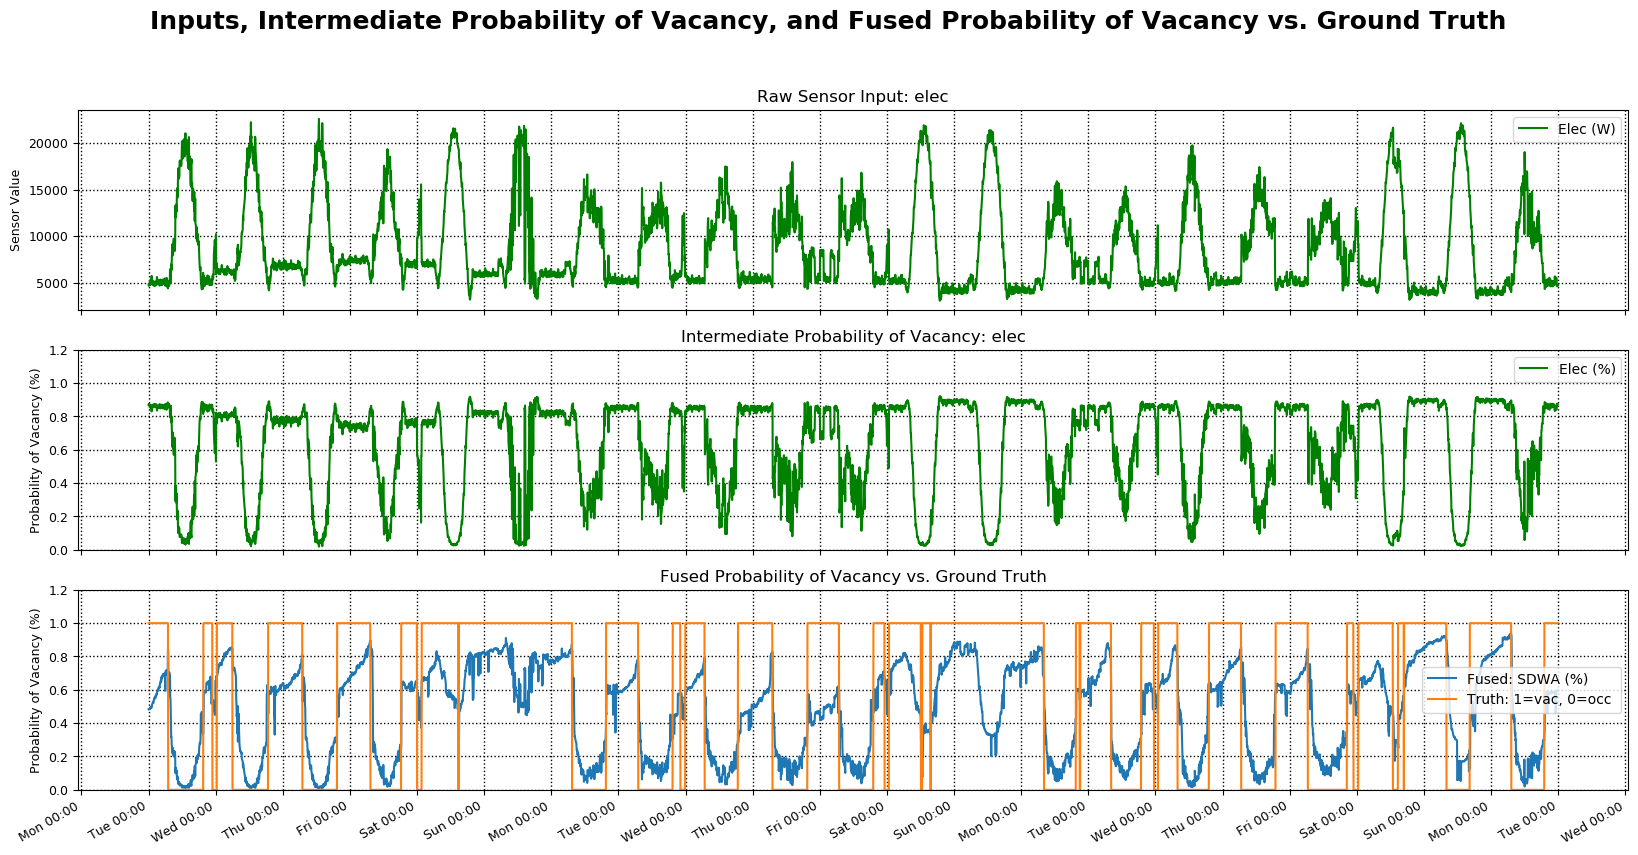 Inputs, Intermediate Probability of Vacancy, and Fused Probability of Vacancy vs. Ground Truth
Raw Sensor Input: elec
Sensor Value
20000
15000
10000
5000
Elec (W)
Intermediate Probability of Vacancy: elec
Probability of Vacancy (%)
1.2
1.0
0.8
0.6
0.4
0.2
0.0
Elec (%)
Fused Probability of Vacancy vs. Ground Truth
Probability of Vacancy (%)
1.2
1.0
0.8
0.6
0.4
0.2
0.0
Fused: SDWA (%)
Truth: 1=vac, 0=occ
Mon 00:00
Tue 00:00
Wed 00:00
Thu 00:00
Fri 00:00
Sat 00:00
Sun 00:00
Mon 00:00
Tue 00:00
Wed 00:00
Thu 00:00
Fri 00:00
Sat 00:00
Sun 00:00
Mon 00:00
Tue 00:00
Wed 00:00
Thu 00:00
Fri 00:00
Sat 00:00
Sun 00:00
Mon 00:00
Tue 00:00
Wed 00:00